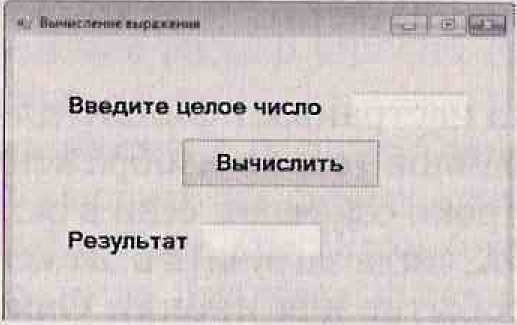 Вычисление выражения
Введите целое число
Вычислить
Результат